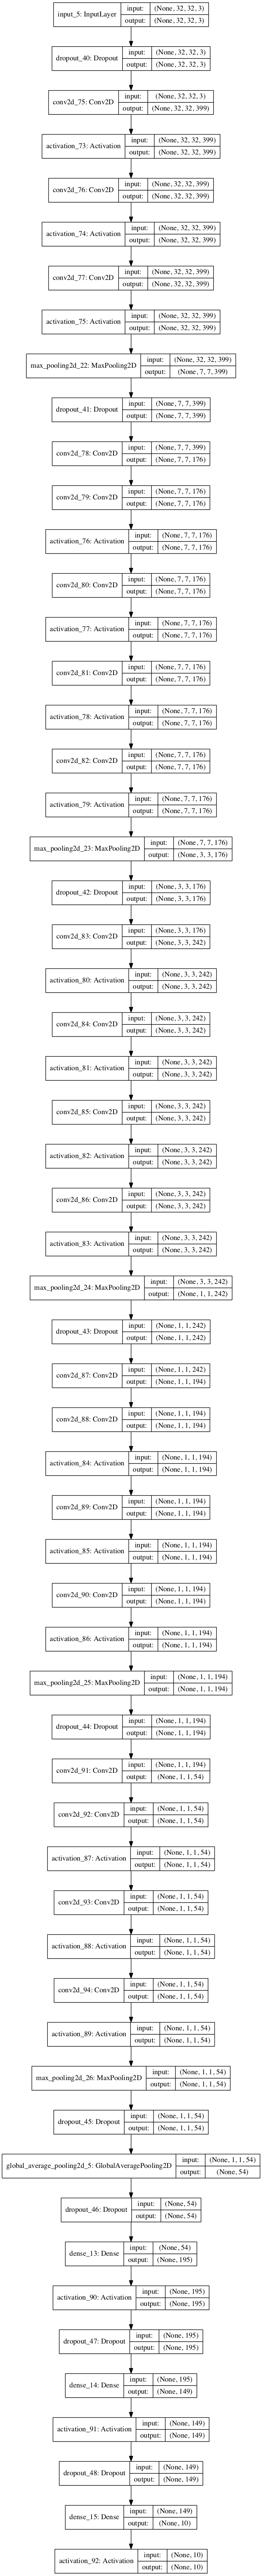 input_5: InputLayer
input: (None, 32, 32, 3)
output: (None, 32, 32, 3)
dropout_40: Dropout
input: (None, 32, 32, 3)
output: (None, 32, 32, 3)
conv2d_75: Conv2D
input: (None, 32, 32, 3)
output: (None, 32, 32, 399)
activation_73: Activation
input: (None, 32, 32, 399)
output: (None, 32, 32, 399)
conv2d_76: Conv2D
input: (None, 32, 32, 399)
output: (None, 32, 32, 399)
activation_74: Activation
input: (None, 32, 32, 399)
output: (None, 32, 32, 399)
conv2d_77: Conv2D
input: (None, 32, 32, 399)
output: (None, 32, 32, 399)
activation_75: Activation
input: (None, 32, 32, 399)
output: (None, 32, 32, 399)
max_pooling2d_22: MaxPooling2D
input: (None, 32, 32, 399)
output: (None, 7, 7, 399)
dropout_41: Dropout
input: (None, 7, 7, 399)
output: (None, 7, 7, 399)
conv2d_78: Conv2D
input: (None, 7, 7, 399)
output: (None, 7, 7, 176)
conv2d_79: Conv2D
input: (None, 7, 7, 176)
output: (None, 7, 7, 176)
activation_76: Activation
input: (None, 7, 7, 176)
output: (None, 7, 7, 176)
conv2d_80: Conv2D
input: (None, 7, 7, 176)
output: (None, 7, 7, 176)
activation_77: Activation
input: (None, 7, 7, 176)
output: (None, 7, 7, 176)
conv2d_81: Conv2D
input: (None, 7, 7, 176)
output: (None, 7, 7, 176)
activation_78: Activation
input: (None, 7, 7, 176)
output: (None, 7, 7, 176)
conv2d_82: Conv2D
input: (None, 7, 7, 176)
output: (None, 7, 7, 176)
activation_79: Activation
input: (None, 7, 7, 176)
output: (None, 7, 7, 176)
max_pooling2d_23: MaxPooling2D
input: (None, 7, 7, 176)
output: (None, 3, 3, 176)
dropout_42: Dropout
input: (None, 3, 3, 176)
output: (None, 3, 3, 176)
conv2d_83: Conv2D
input: (None, 3, 3, 176)
output: (None, 3, 3, 242)
activation_80: Activation
input: (None, 3, 3, 242)
output: (None, 3, 3, 242)
conv2d_84: Conv2D
input: (None, 3, 3, 242)
output: (None, 3, 3, 242)
activation_81: Activation
input: (None, 3, 3, 242)
output: (None, 3, 3, 242)
conv2d_85: Conv2D
input: (None, 3, 3, 242)
output: (None, 3, 3, 242)
activation_82: Activation
input: (None, 3, 3, 242)
output: (None, 3, 3, 242)
conv2d_86: Conv2D
input: (None, 3, 3, 242)
output: (None, 3, 3, 242)
activation_83: Activation
input: (None, 3, 3, 242)
output: (None, 3, 3, 242)
max_pooling2d_24: MaxPooling2D
input: (None, 3, 3, 242)
output: (None, 1, 1, 242)
dropout_43: Dropout
input: (None, 1, 1, 242)
output: (None, 1, 1, 242)
conv2d_87: Conv2D
input: (None, 1, 1, 242)
output: (None, 1, 1, 194)
conv2d_88: Conv2D
input: (None, 1, 1, 194)
output: (None, 1, 1, 194)
activation_84: Activation
input: (None, 1, 1, 194)
output: (None, 1, 1, 194)
conv2d_89: Conv2D
input: (None, 1, 1, 194)
output: (None, 1, 1, 194)
activation_85: Activation
input: (None, 1, 1, 194)
output: (None, 1, 1, 194)
conv2d_90: Conv2D
input: (None, 1, 1, 194)
output: (None, 1, 1, 194)
activation_86: Activation
input: (None, 1, 1, 194)
output: (None, 1, 1, 194)
max_pooling2d_25: MaxPooling2D
input: (None, 1, 1, 194)
output: (None, 1, 1, 194)
dropout_44: Dropout
input: (None, 1, 1, 194)
output: (None, 1, 1, 194)
conv2d_91: Conv2D
input: (None, 1, 1, 194)
output: (None, 1, 1, 54)
conv2d_92: Conv2D
input: (None, 1, 1, 54)
output: (None, 1, 1, 54)
activation_87: Activation
input: (None, 1, 1, 54)
output: (None, 1, 1, 54)
conv2d_93: Conv2D
input: (None, 1, 1, 54)
output: (None, 1, 1, 54)
activation_88: Activation
input: (None, 1, 1, 54)
output: (None, 1, 1, 54)
conv2d_94: Conv2D
input: (None, 1, 1, 54)
output: (None, 1, 1, 54)
activation_89: Activation
input: (None, 1, 1, 54)
output: (None, 1, 1, 54)
max_pooling2d_26: MaxPooling2D
input: (None, 1, 1, 54)
output: (None, 1, 1, 54)
dropout_45: Dropout
input: (None, 1, 1, 54)
output: (None, 1, 1, 54)
global_average_pooling2d_5: GlobalAveragePooling2D
input: (None, 1, 1, 54)
output: (None, 54)
dropout_46: Dropout
input: (None, 54)
output: (None, 54)
dense_13: Dense
input: (None, 54)
output: (None, 195)
activation_90: Activation
input: (None, 195)
output: (None, 195)
dropout_47: Dropout
input: (None, 195)
output: (None, 195)
dense_14: Dense
input: (None, 195)
output: (None, 149)
activation_91: Activation
input: (None, 149)
output: (None, 149)
dropout_48: Dropout
input: (None, 149)
output: (None, 149)
dense_15: Dense
input: (None, 149)
output: (None, 10)
activation_92: Activation
input: (None, 10)
output: (None, 10)